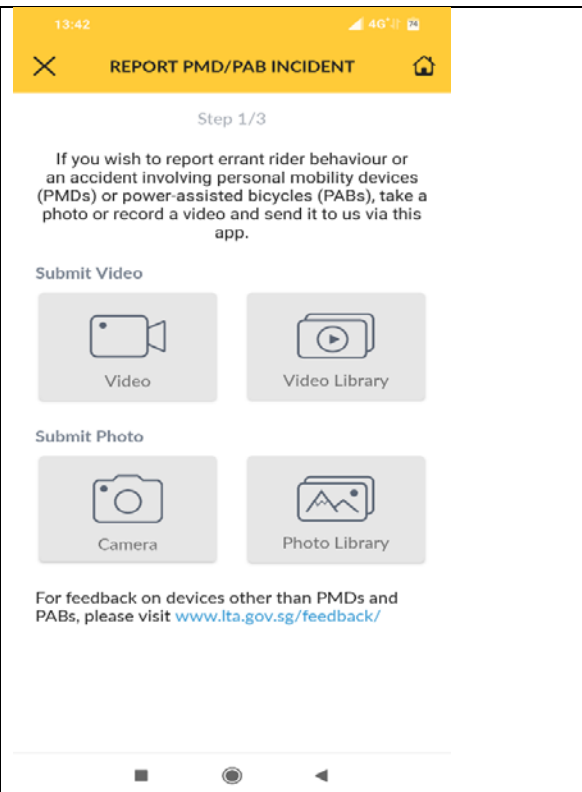 13:42 4G+ 74
REPORT PMD/PAB INCIDENT
Step 1/3
If you wish to report errant rider behaviour or
an accident involving personal mobility devices
(PMDs) or power-assisted bicycles (PABs), take a
photo or record a video and send it to us via this
app.
Submit Video
Video Video Library
Submit Photo
Camera Photo Library
For feedback on devices other than PMDs and
PABs, please visit www.lta.gov.sg/feedback/